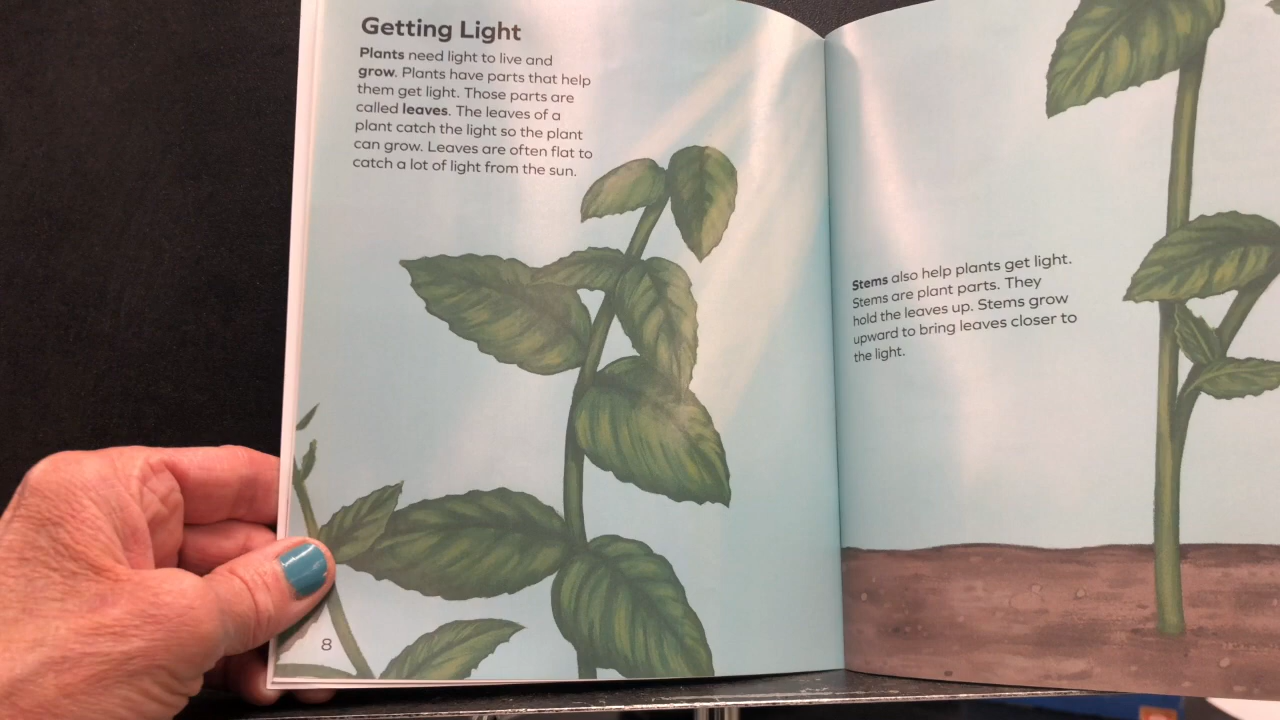 Getting Light
Plants need light to live and
grow. Plants have parts that help
them get light. Those parts are
called leaves. The leaves of a
plant catch the light so the plant
can grow. Leaves are often flat to
catch a lot of light from the sun.
8
Stems also help plants get light.
Stems are plant parts. They
hold the leaves up. Stems grow
upward to bring leaves closer to
the light.